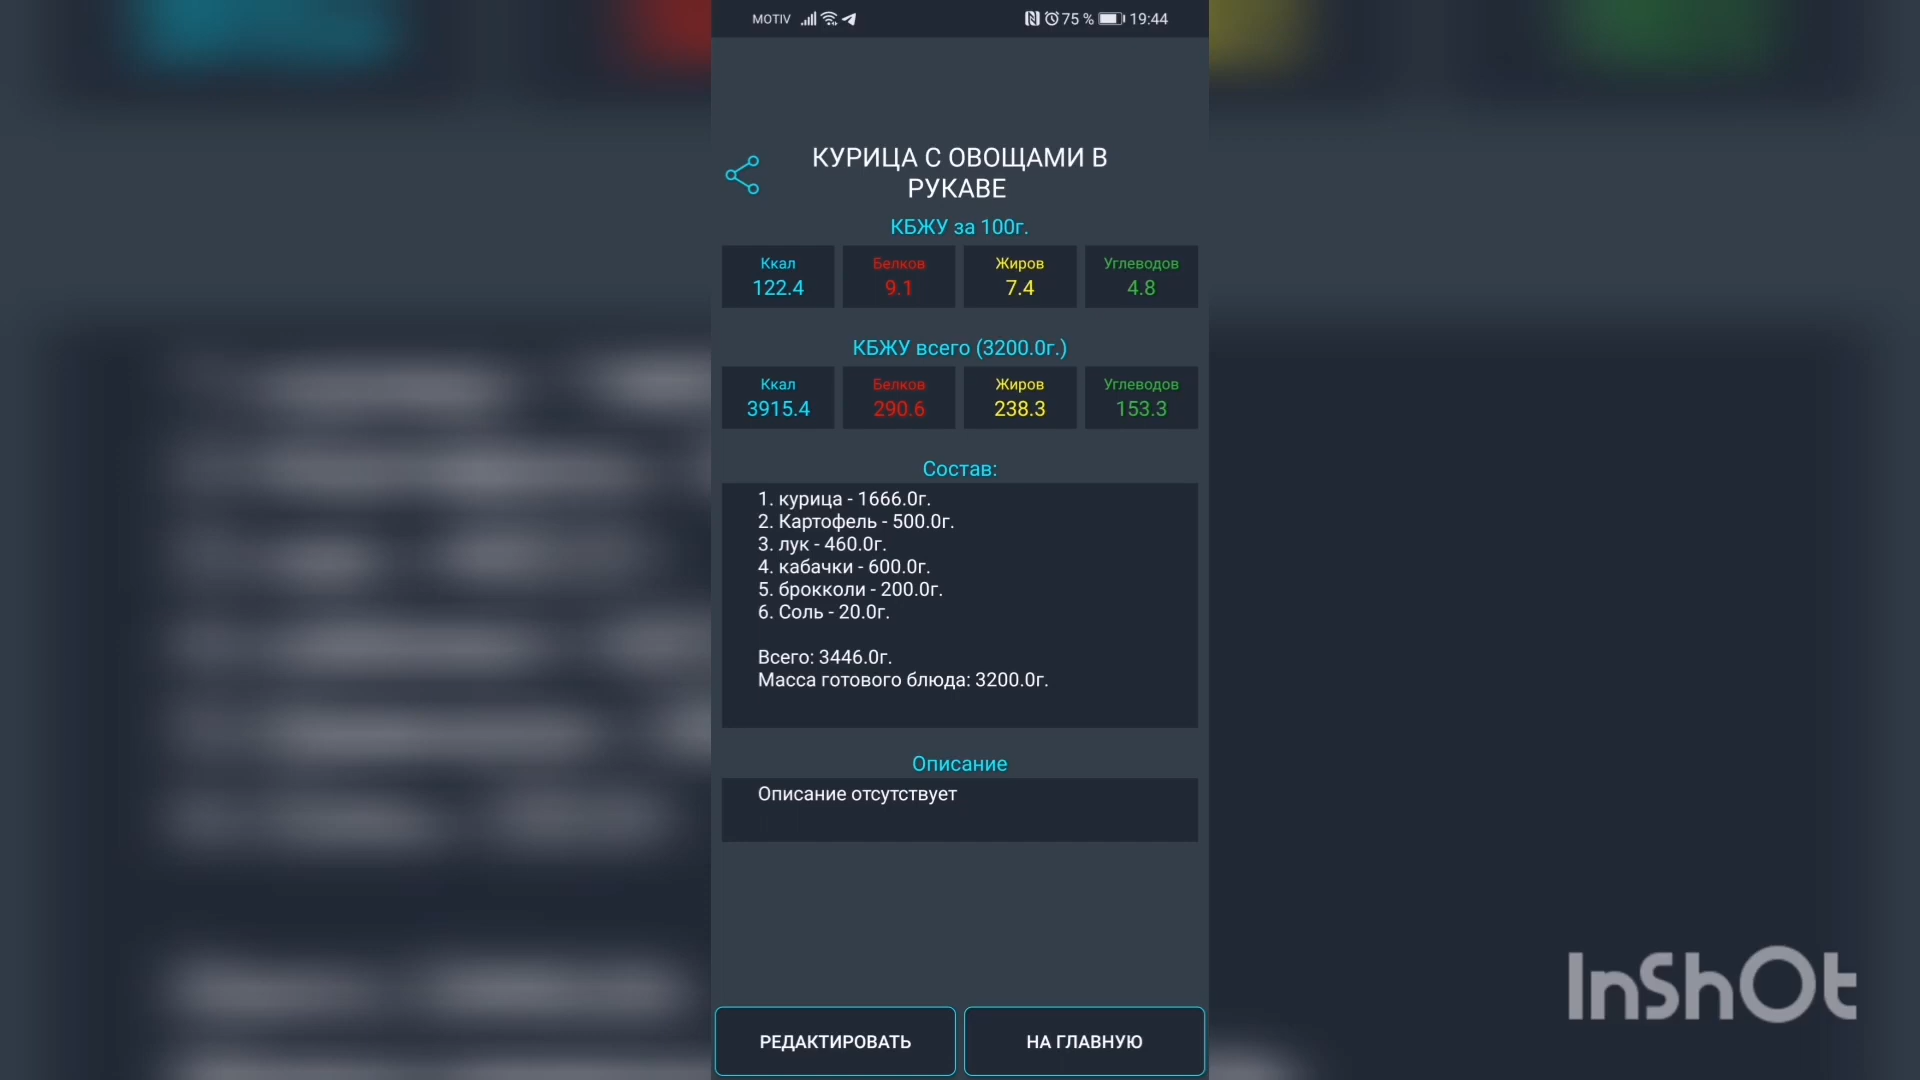 MOTIV 75 % 19:44
КУРИЦА С ОВОЩАМИ В
РУКАВЕ
КБЖУ за 100г.
Ккал Белков Жиров Углеводов
122.4 9.1 7.4 4.8
КБЖУ всего (3200.0г.)
Ккал Белков Жиров Углеводов
3915.4 290.6 238.3 153.3
Состав:
1. курица - 1666.0г.
2. Картофель - 500.0г.
3. лук - 460.0г.
4. кабачки - 600.0г.
5. брокколи - 200.0г.
6. Соль - 20.0г.
Всего: 3446.0г.
Масса готового блюда: 3200.0г.
Описание
Описание отсутствует
РЕДАКТИРОВАТЬ НА ГЛАВНУЮ
InShOt